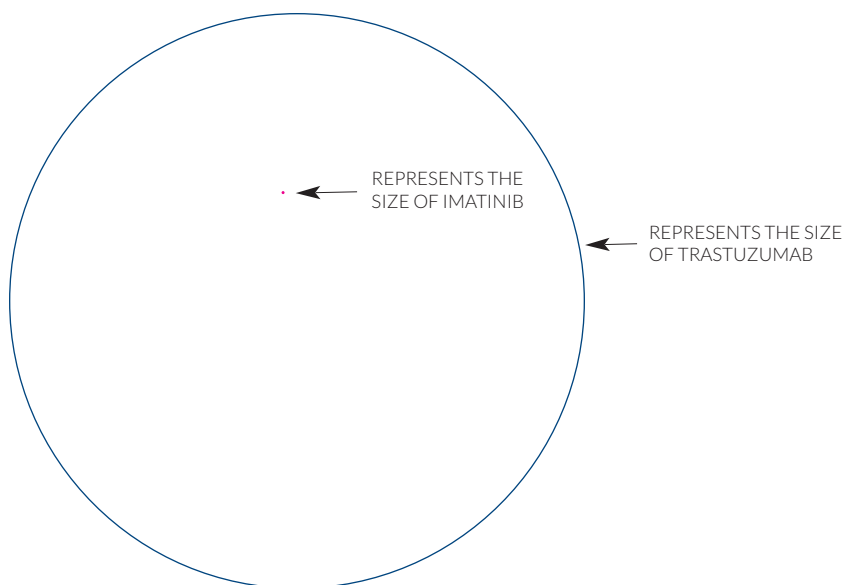 REPRESENTS THE
SIZE OF IMATINIB
REPRESENTS THE SIZE
OF TRASTUZUMAB